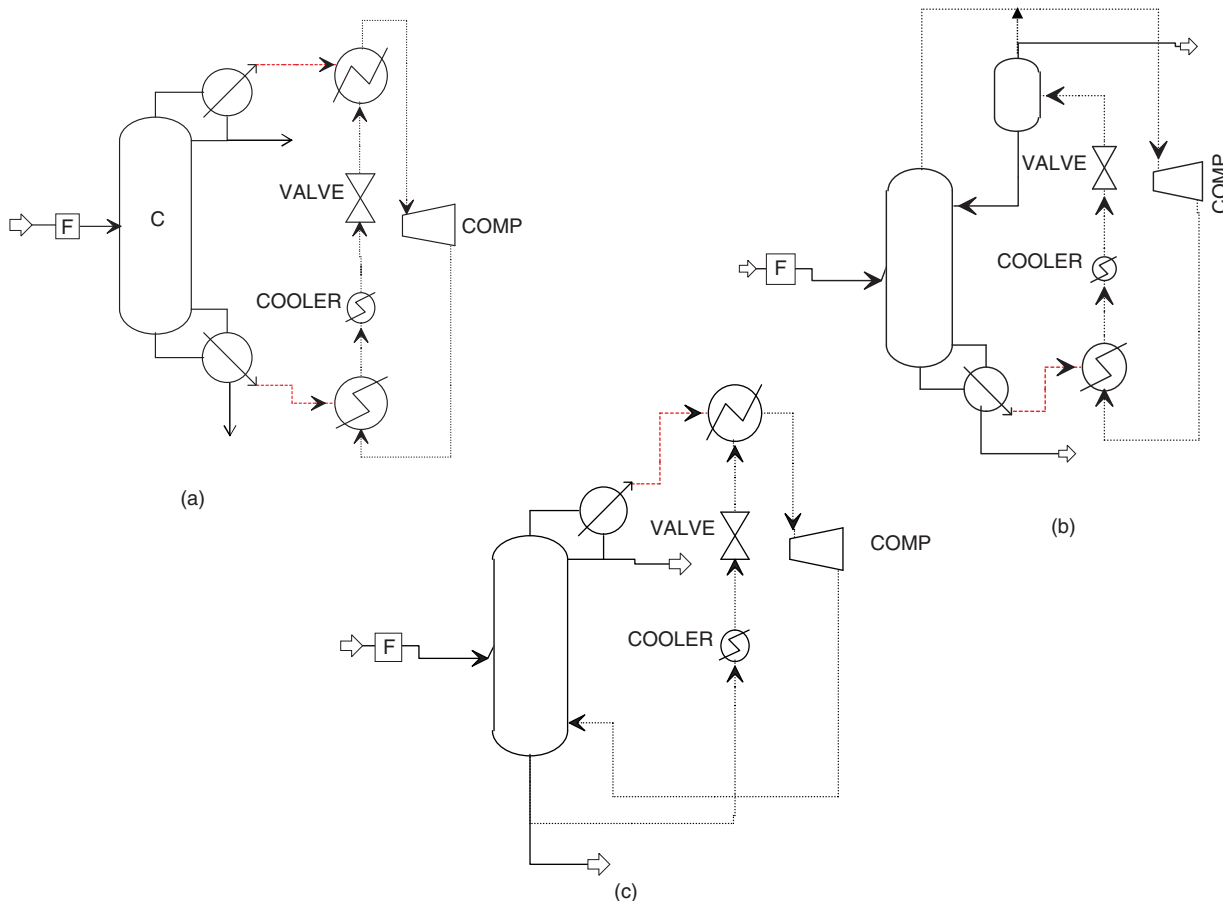 C
F
VALVE
COMP
COOLER
(a)
VALVE
COMP
F
COOLER
(b)
VALVE
COMP
F
COOLER
(c)